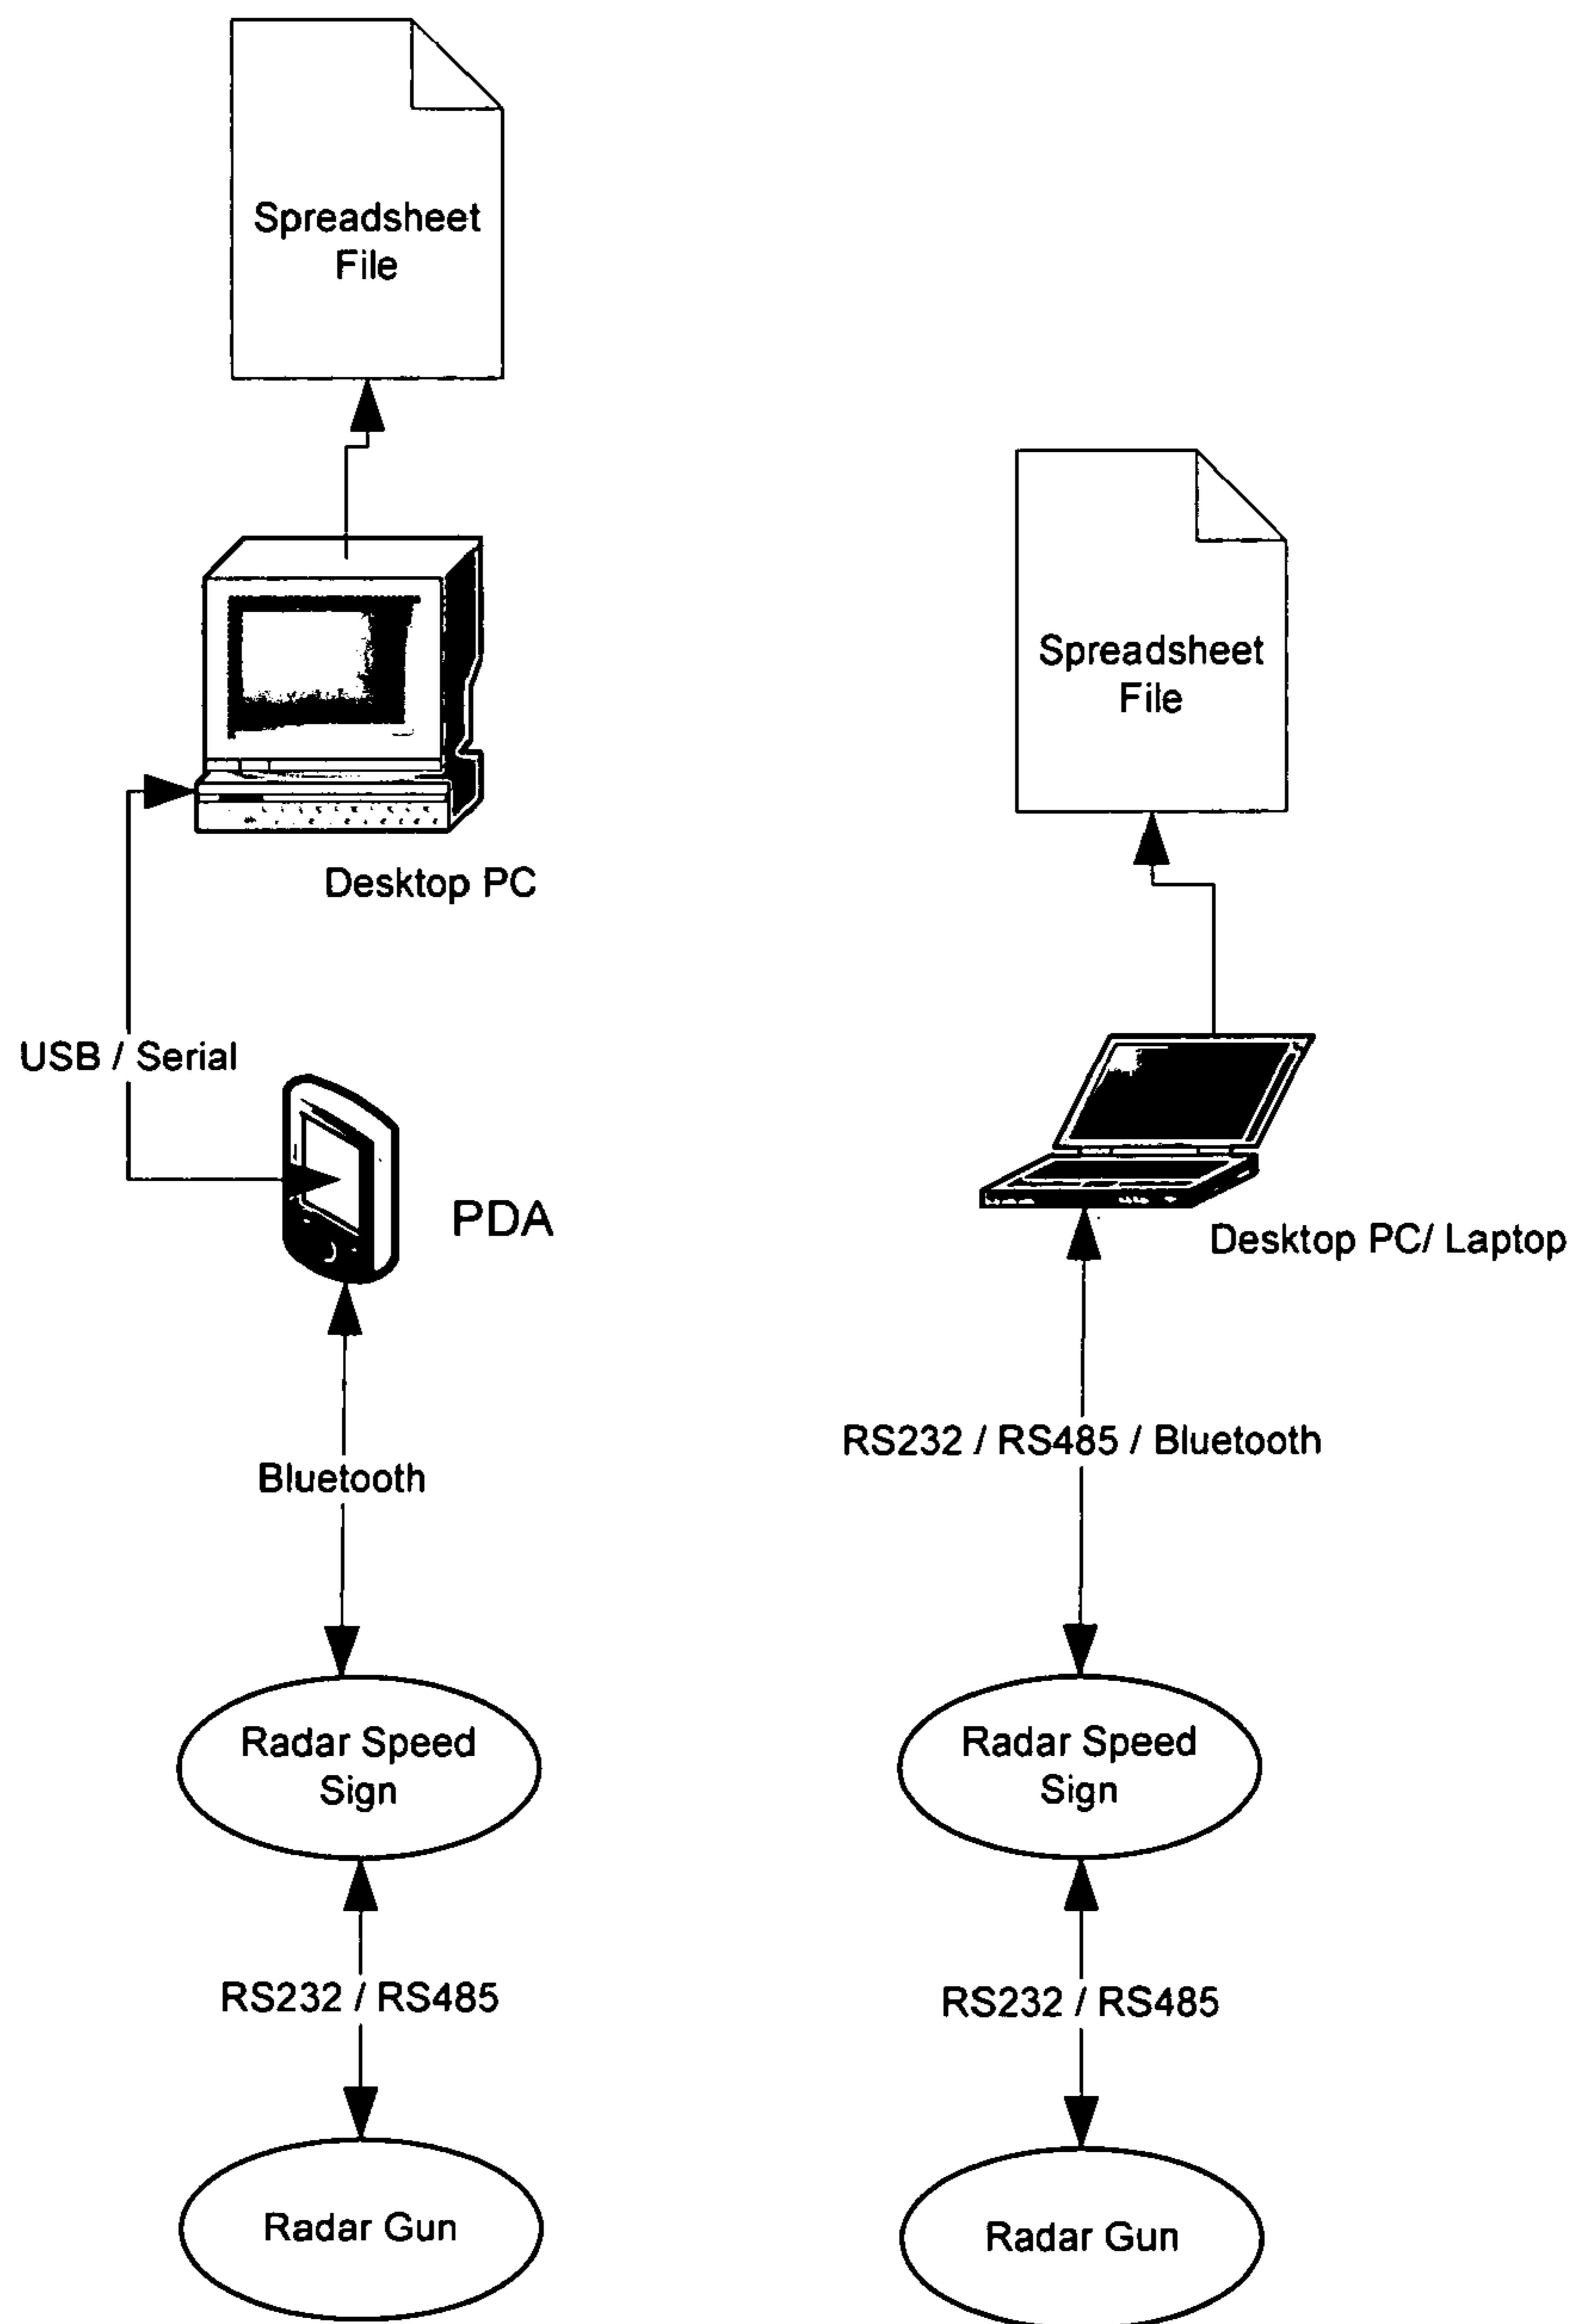 Spreadsheet
File
Desktop PC
USB / Serial
PDA
Bluetooth
Radar Speed
Sign
RS232 / RS485
Radar Gun
Spreadsheet
File
Desktop PC/ Laptop
RS232 / RS485 / Bluetooth
Radar Speed
Sign
RS232 / RS485
Radar Gun